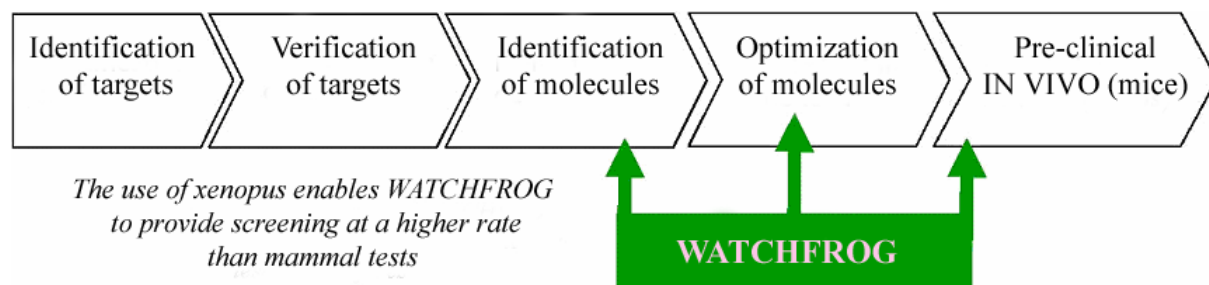 Identification
of targets
Verification
of targets
Identification
of molecules
Optimization
of molecules
Pre-clinical
IN VIVO (mice)
The use of xenopus enables WATCHFROG
to provide screening at a higher rate
than mammal tests
WATCHFROG